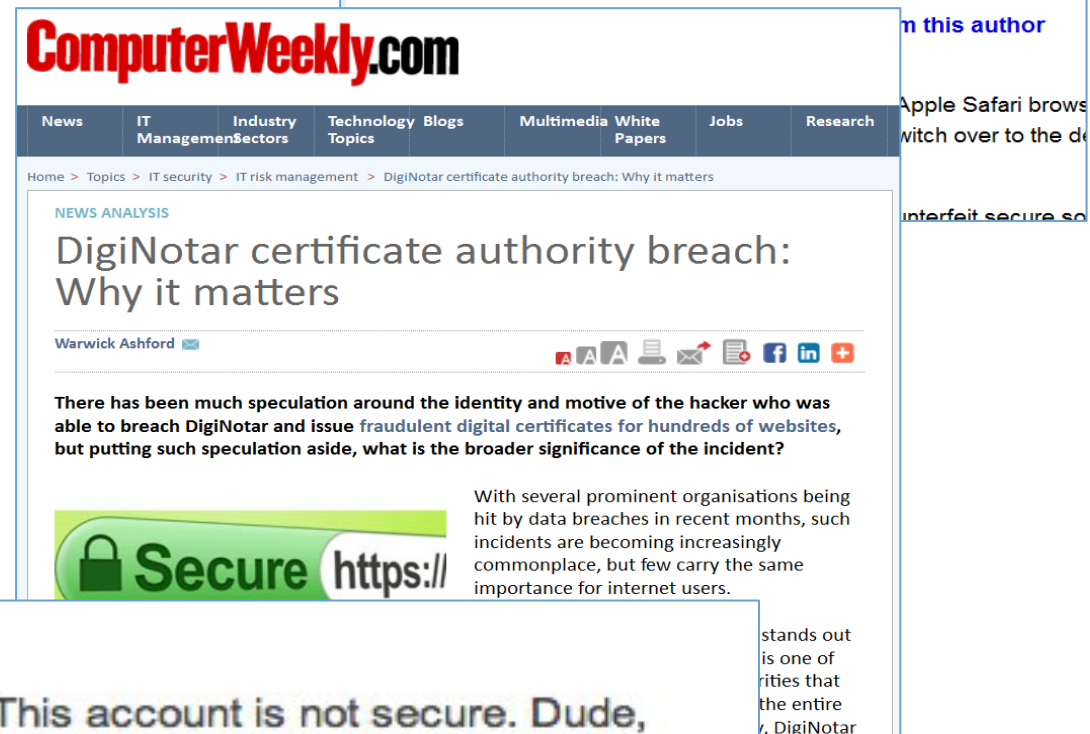 ComputerWeekly.com
News
IT Management
Industry Sectors
Technology Topics
Blogs
Multimedia
White Papers
Jobs
Research
Home > Topics > IT security > IT risk management > DigiNotar certificate authority breach: Why it matters
NEWS ANALYSIS
DigiNotar certificate authority breach:
Why it matters
Warwick Ashford
A A A
There has been much speculation around the identity and motive of the hacker who was
able to breach DigiNotar and issue fraudulent digital certificates for hundreds of websites,
but putting such speculation aside, what is the broader significance of the incident?
Secure https://
With several prominent organisations being
hit by data breaches in recent months, such
incidents are becoming increasingly
commonplace, but few carry the same
importance for internet users.
stands out
is one of
rities that
the entire
DigiNotar
This account is not secure. Dude,
m this author
Apple Safari brows
witch over to the de
unterfeit secure so